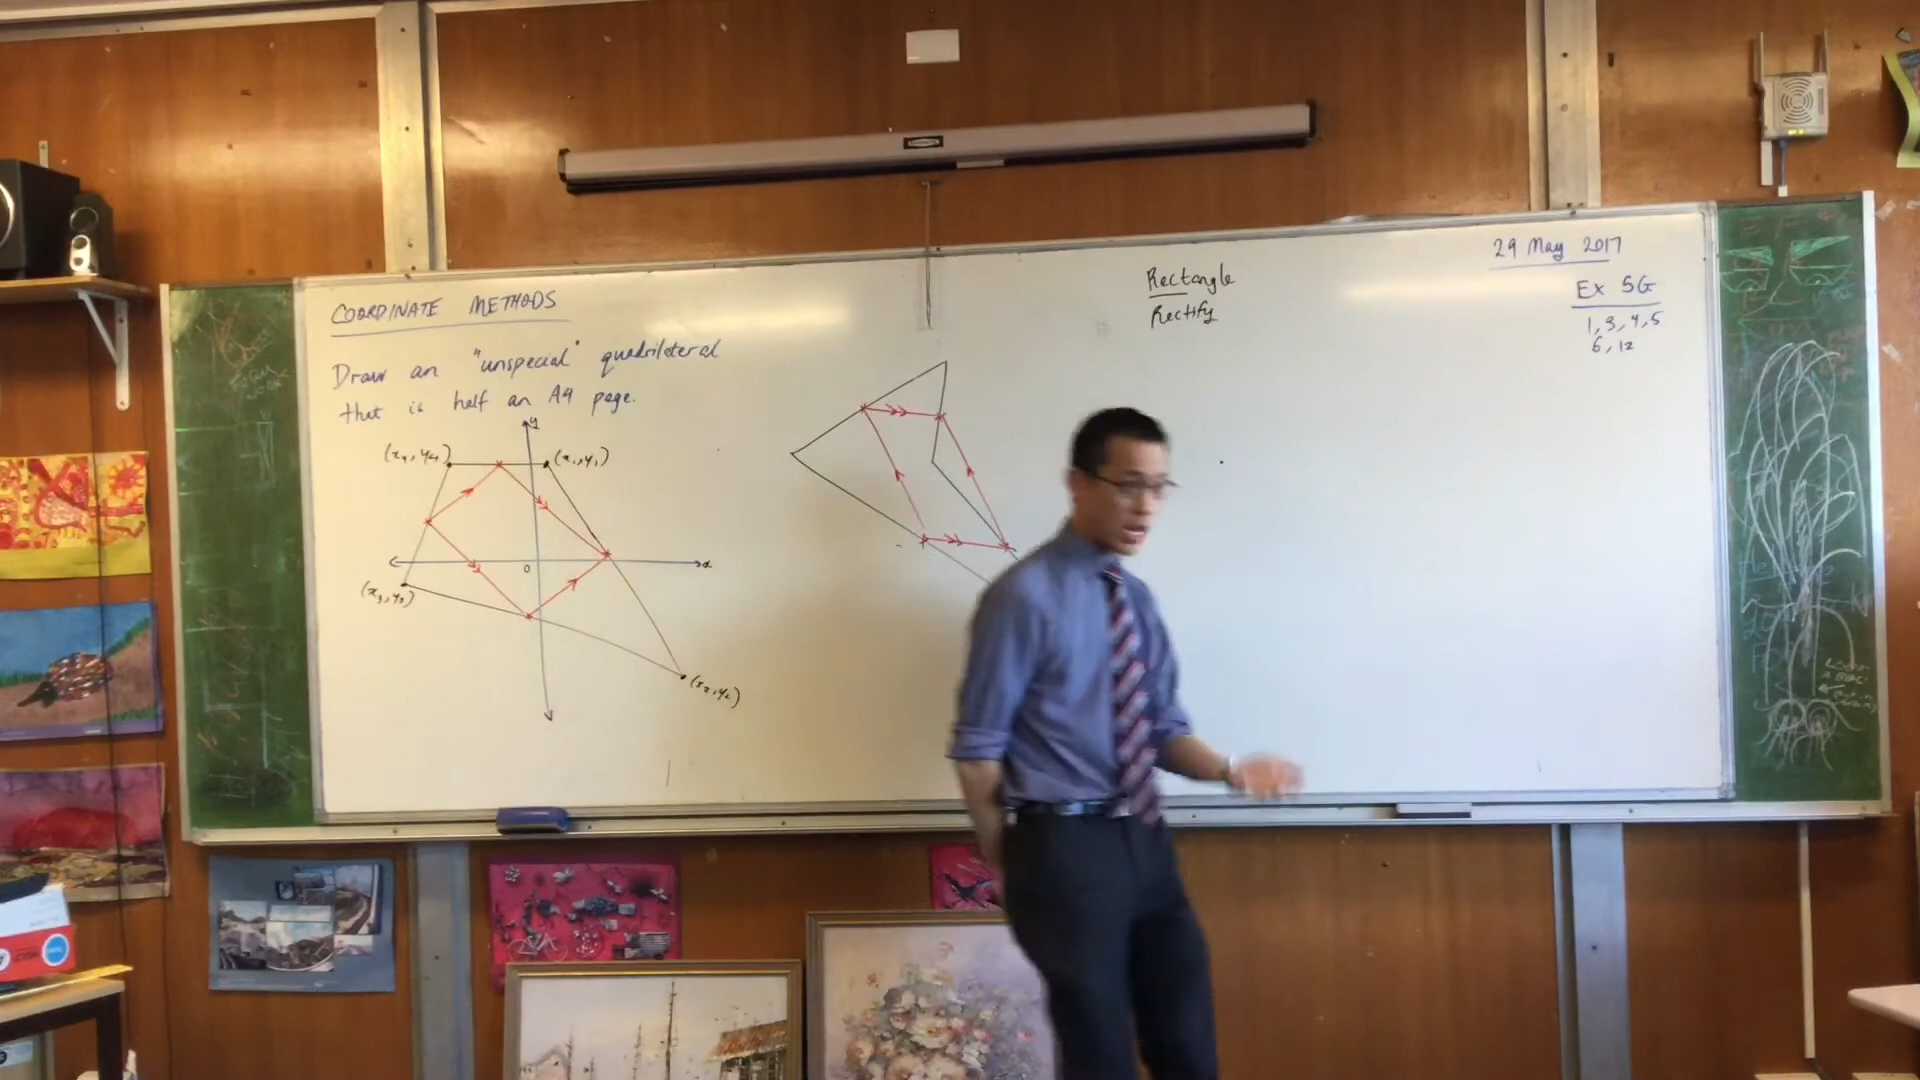 COORDINATE METHODS
Draw an "unspecial" quadrilateral
that is half an A4 page.
y
(x₄, y₄)
(x₁, y₁)
0
x
(x₃, y₃)
(x₂, y₂)
Rectangle
Rectify
29 May 2017
Ex 5G
1, 3, 4, 5
6, 12